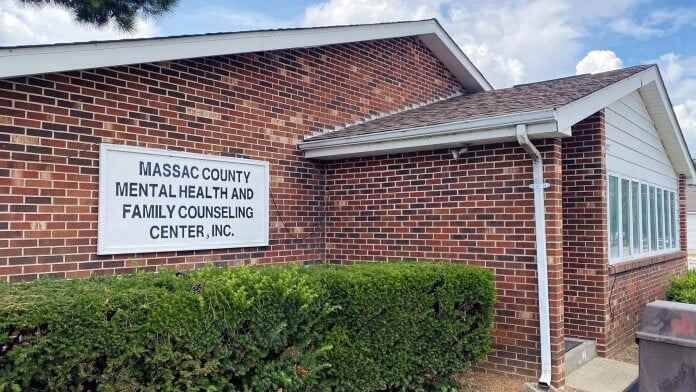 MASSAC COUNTY
MENTAL HEALTH AND
FAMILY COUNSELING
CENTER, INC.